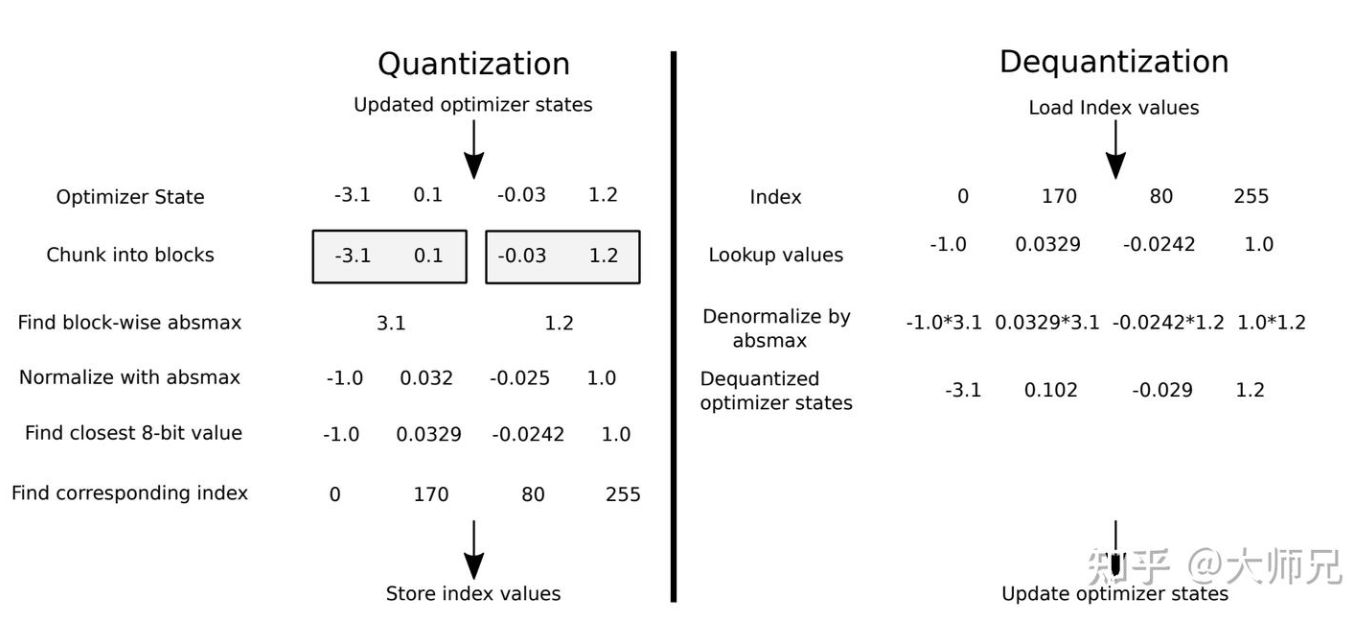 Quantization
Updated optimizer states
Optimizer State -3.1 0.1 -0.03 1.2
Chunk into blocks -3.1 0.1 -0.03 1.2
Find block-wise absmax 3.1 1.2
Normalize with absmax -1.0 0.032 -0.025 1.0
Find closest 8-bit value -1.0 0.0329 -0.0242 1.0
Find corresponding index 0 170 80 255
Store index values
Dequantization
Load Index values
Index 0 170 80 255
Lookup values -1.0 0.0329 -0.0242 1.0
Denormalize by -1.0*3.1 0.0329*3.1 -0.0242*1.2 1.0*1.2
absmax
Dequantized
optimizer states -3.1 0.102 -0.029 1.2
Update optimizer states
知乎 @大师兄